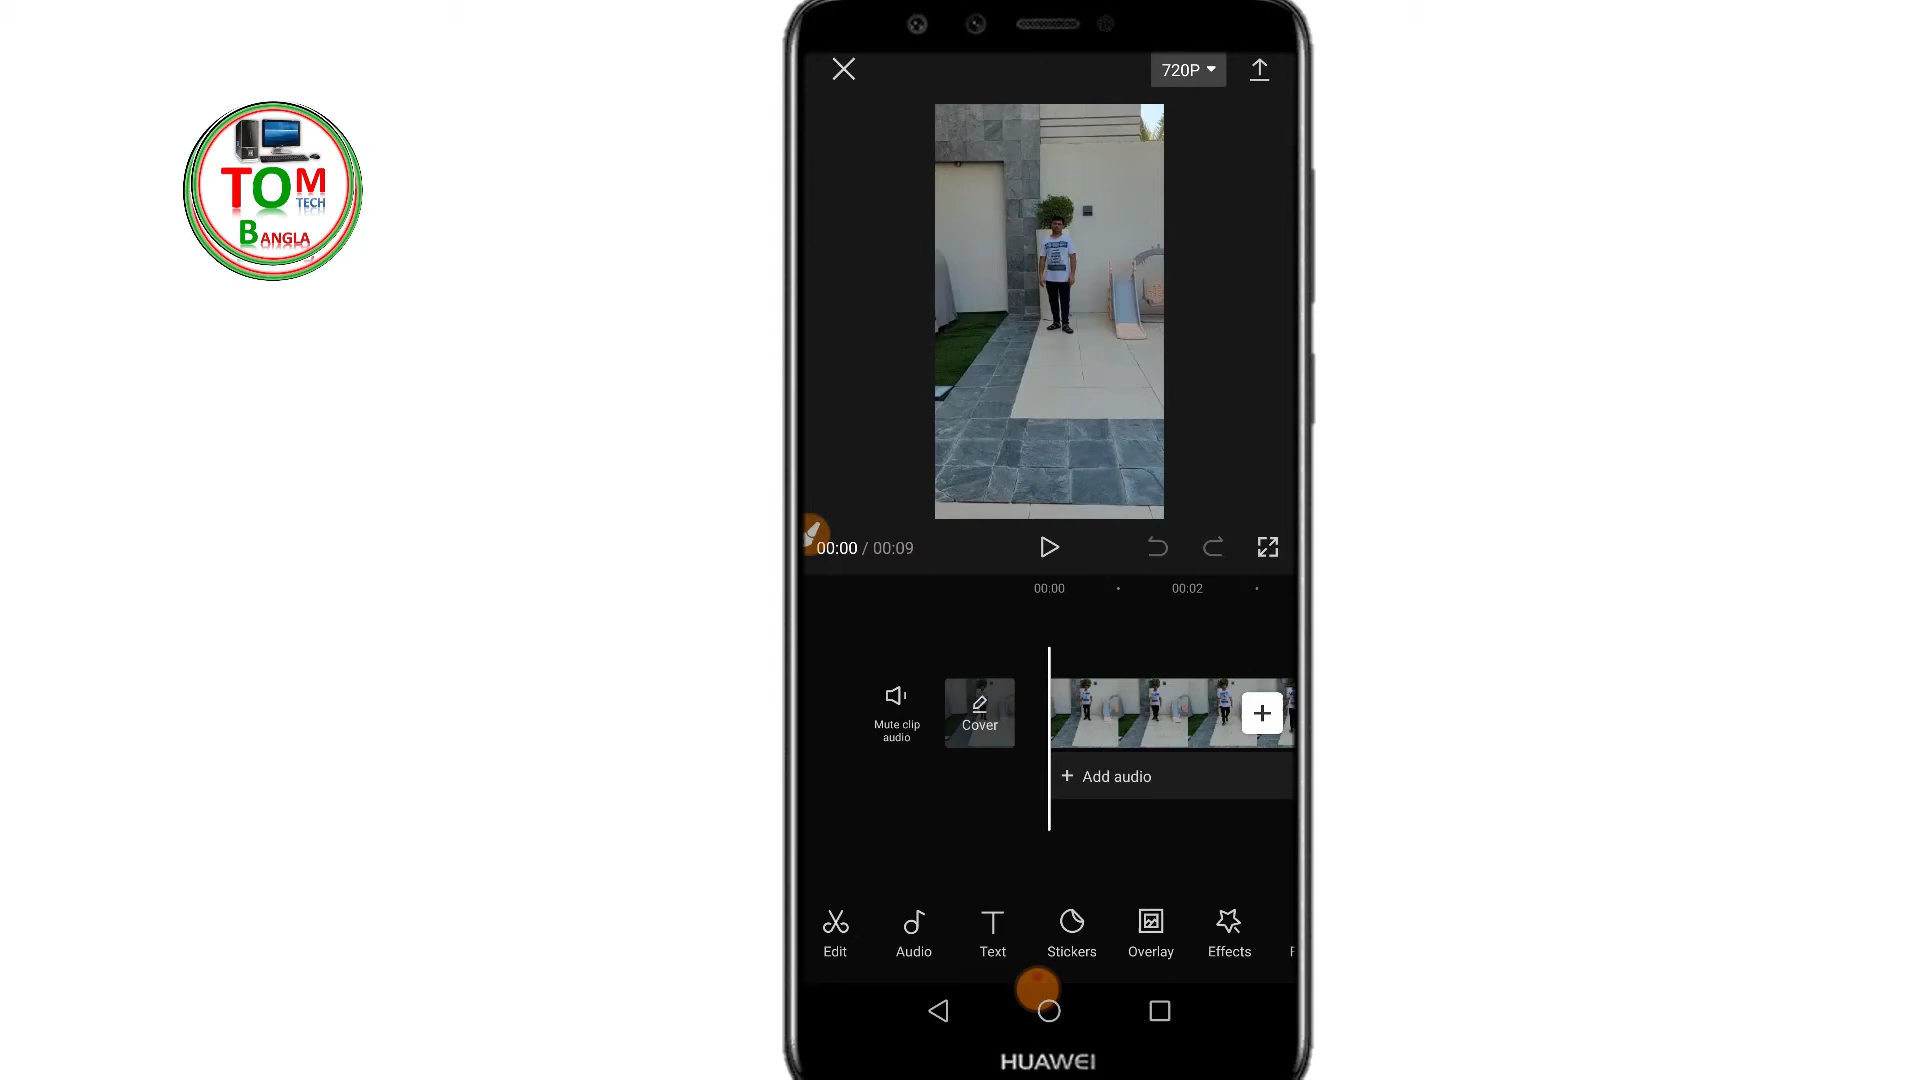 720P
TOM
TECH
BANGLA
00:00 / 00:09
00:00
00:02
Mute clip
audio
Cover
+ Add audio
Edit
Audio
Text
Stickers
Overlay
Effects
HUAWEI